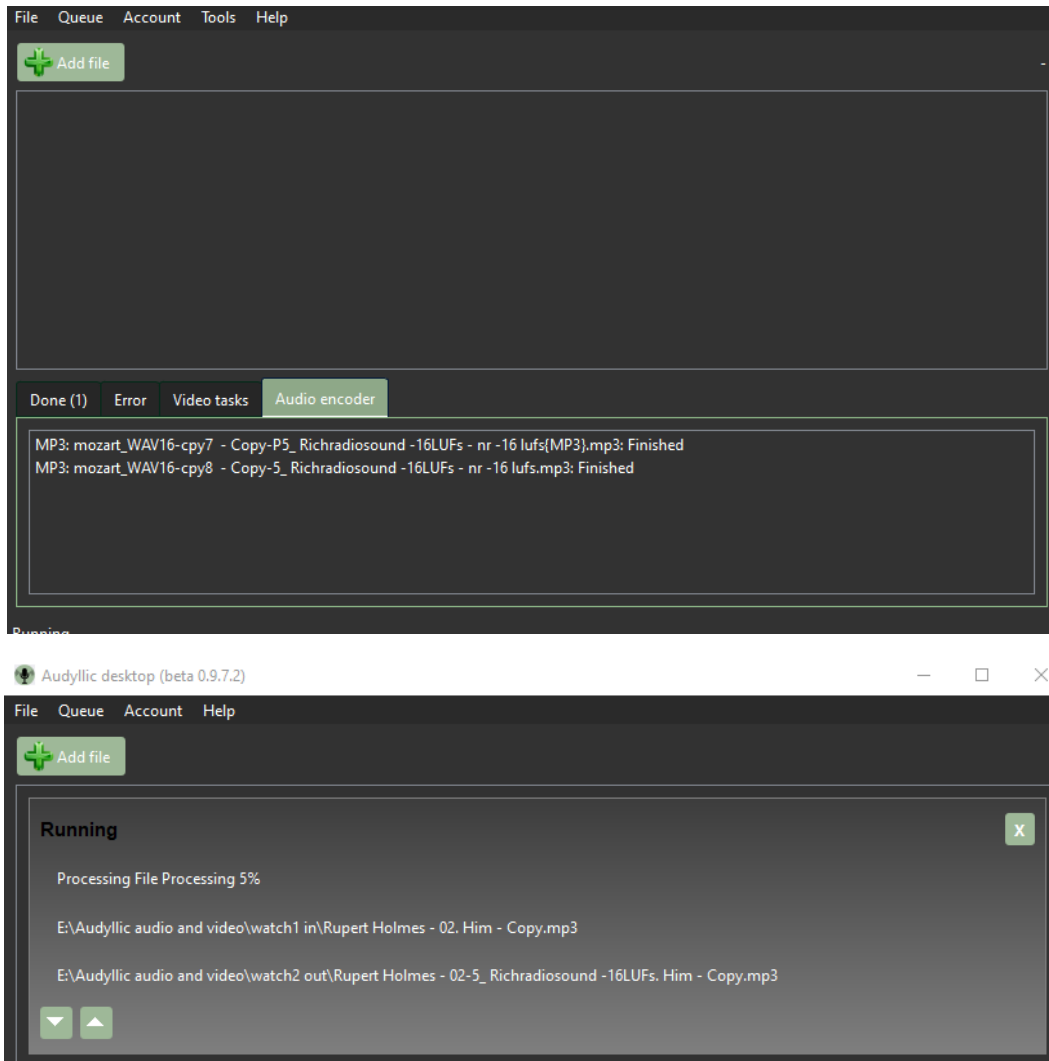 File Queue Account Tools Help
Add file
-
Done (1) Error Video tasks Audio encoder
MP3: mozart_WAV16-cpy7 - Copy-P5_ Richradiosound -16LUFs - nr -16 lufs{MP3}.mp3: Finished
MP3: mozart_WAV16-cpy8 - Copy-5_ Richradiosound -16LUFs - nr -16 lufs.mp3: Finished
Running
Audyllic desktop (beta 0.9.7.2)
File Queue Account Help
Add file
Running
X
Processing File Processing 5%
E:\Audyllic audio and video\watch1 in\Rupert Holmes - 02. Him - Copy.mp3
E:\Audyllic audio and video\watch2 out\Rupert Holmes - 02-5_ Richradiosound -16LUFs. Him - Copy.mp3